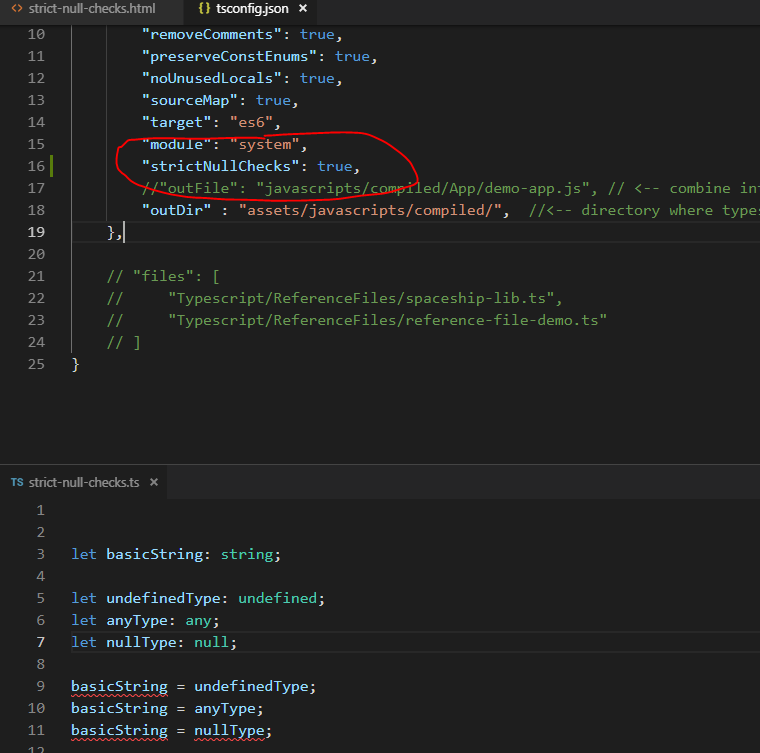 <> strict-null-checks.html {} tsconfig.json ×
10 "removeComments": true,
11 "preserveConstEnums": true,
12 "noUnusedLocals": true,
13 "sourceMap": true,
14 "target": "es6",
15 "module": "system",
16 "strictNullChecks": true,
17 //"outFile": "javascripts/compiled/App/demo-app.js", // <-- combine in
18 "outDir" : "assets/javascripts/compiled/", //<-- directory where types
19 },
20
21 // "files": [
22 // "Typescript/ReferenceFiles/spaceship-lib.ts",
23 // "Typescript/ReferenceFiles/reference-file-demo.ts"
24 // ]
25 }
TS strict-null-checks.ts ×
1
2
3 let basicString: string;
4
5 let undefinedType: undefined;
6 let anyType: any;
7 let nullType: null;
8
9 basicString = undefinedType;
10 basicString = anyType;
11 basicString = nullType;
12